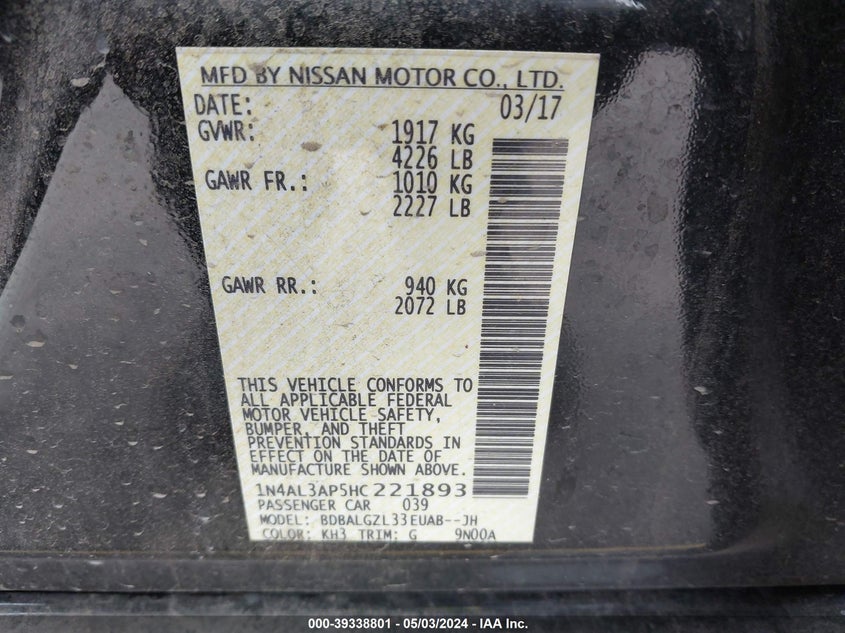 MFD BY NISSAN MOTOR CO., LTD.
DATE: 03/17
GVWR: 1917 KG
4226 LB
GAWR FR.: 1010 KG
2227 LB
GAWR RR.: 940 KG
2072 LB
THIS VEHICLE CONFORMS TO
ALL APPLICABLE FEDERAL
MOTOR VEHICLE SAFETY,
BUMPER, AND THEFT
PREVENTION STANDARDS IN
EFFECT ON THE DATE OF
MANUFACTURE SHOWN ABOVE.
1N4AL3AP5HC221893
PASSENGER CAR 039
MODEL: BDBALGZL33EUAB--JH
COLOR: KH3 TRIM: G 9N00A
000-39338801 - 05/03/2024 - IAA Inc.